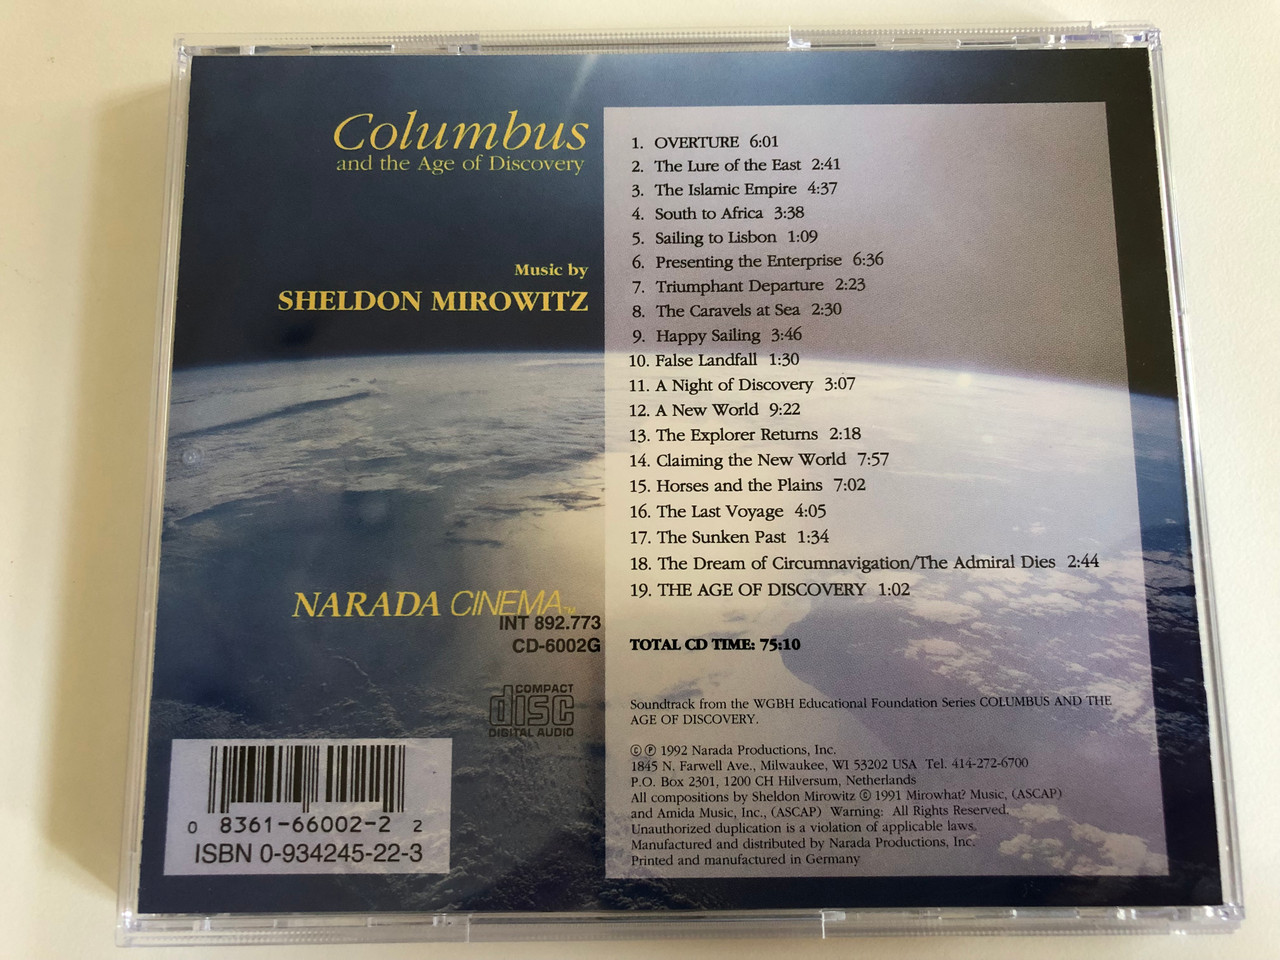 Columbus
and the Age of Discovery
Music by
SHELDON MIROWITZ
NARADA CINEMA™
INT 892.773
CD-6002G
COMPACT
disc
DIGITAL AUDIO
0 8361-66002-2 2
ISBN 0-934245-22-3
1. OVERTURE 6:01
2. The Lure of the East 2:41
3. The Islamic Empire 4:37
4. South to Africa 3:38
5. Sailing to Lisbon 1:09
6. Presenting the Enterprise 6:36
7. Triumphant Departure 2:23
8. The Caravels at Sea 2:30
9. Happy Sailing 3:46
10. False Landfall 1:30
11. A Night of Discovery 3:07
12. A New World 9:22
13. The Explorer Returns 2:18
14. Claiming the New World 7:57
15. Horses and the Plains 7:02
16. The Last Voyage 4:05
17. The Sunken Past 1:34
18. The Dream of Circumnavigation/The Admiral Dies 2:44
19. THE AGE OF DISCOVERY 1:02
TOTAL CD TIME: 75:10
Soundtrack from the WGBH Educational Foundation Series COLUMBUS AND THE
AGE OF DISCOVERY.
© ℗ 1992 Narada Productions, Inc.
1845 N. Farwell Ave., Milwaukee, WI 53202 USA Tel. 414-272-6700
P.O. Box 2301, 1200 CH Hilversum, Netherlands
All compositions by Sheldon Mirowitz © 1991 Mirowhat? Music, (ASCAP)
and Amida Music, Inc., (ASCAP) Warning: All Rights Reserved.
Unauthorized duplication is a violation of applicable laws.
Manufactured and distributed by Narada Productions, Inc.
Printed and manufactured in Germany